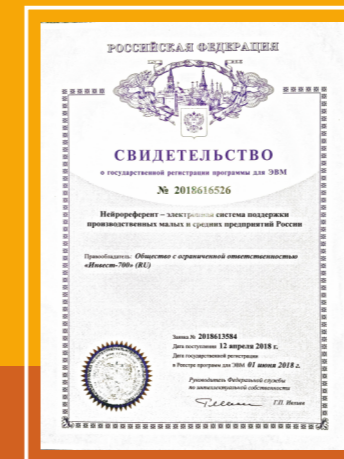 РОССИЙСКАЯ ФЕДЕРАЦИЯ
СВИДЕТЕЛЬСТВО
о государственной регистрации программы для ЭВМ
№ 2018616526
Нейрореферент – электронная система поддержки
производственных малых и средних предприятий России
Правообладатель: Общество с ограниченной ответственностью
«Инвест-700» (RU)
Заявка № 2018613584
Дата поступления 12 апреля 2018 г.
Дата государственной регистрации
в Реестре программ для ЭВМ 01 июня 2018 г.
Руководитель Федеральной службы
по интеллектуальной собственности
Г.П. Ивлиев